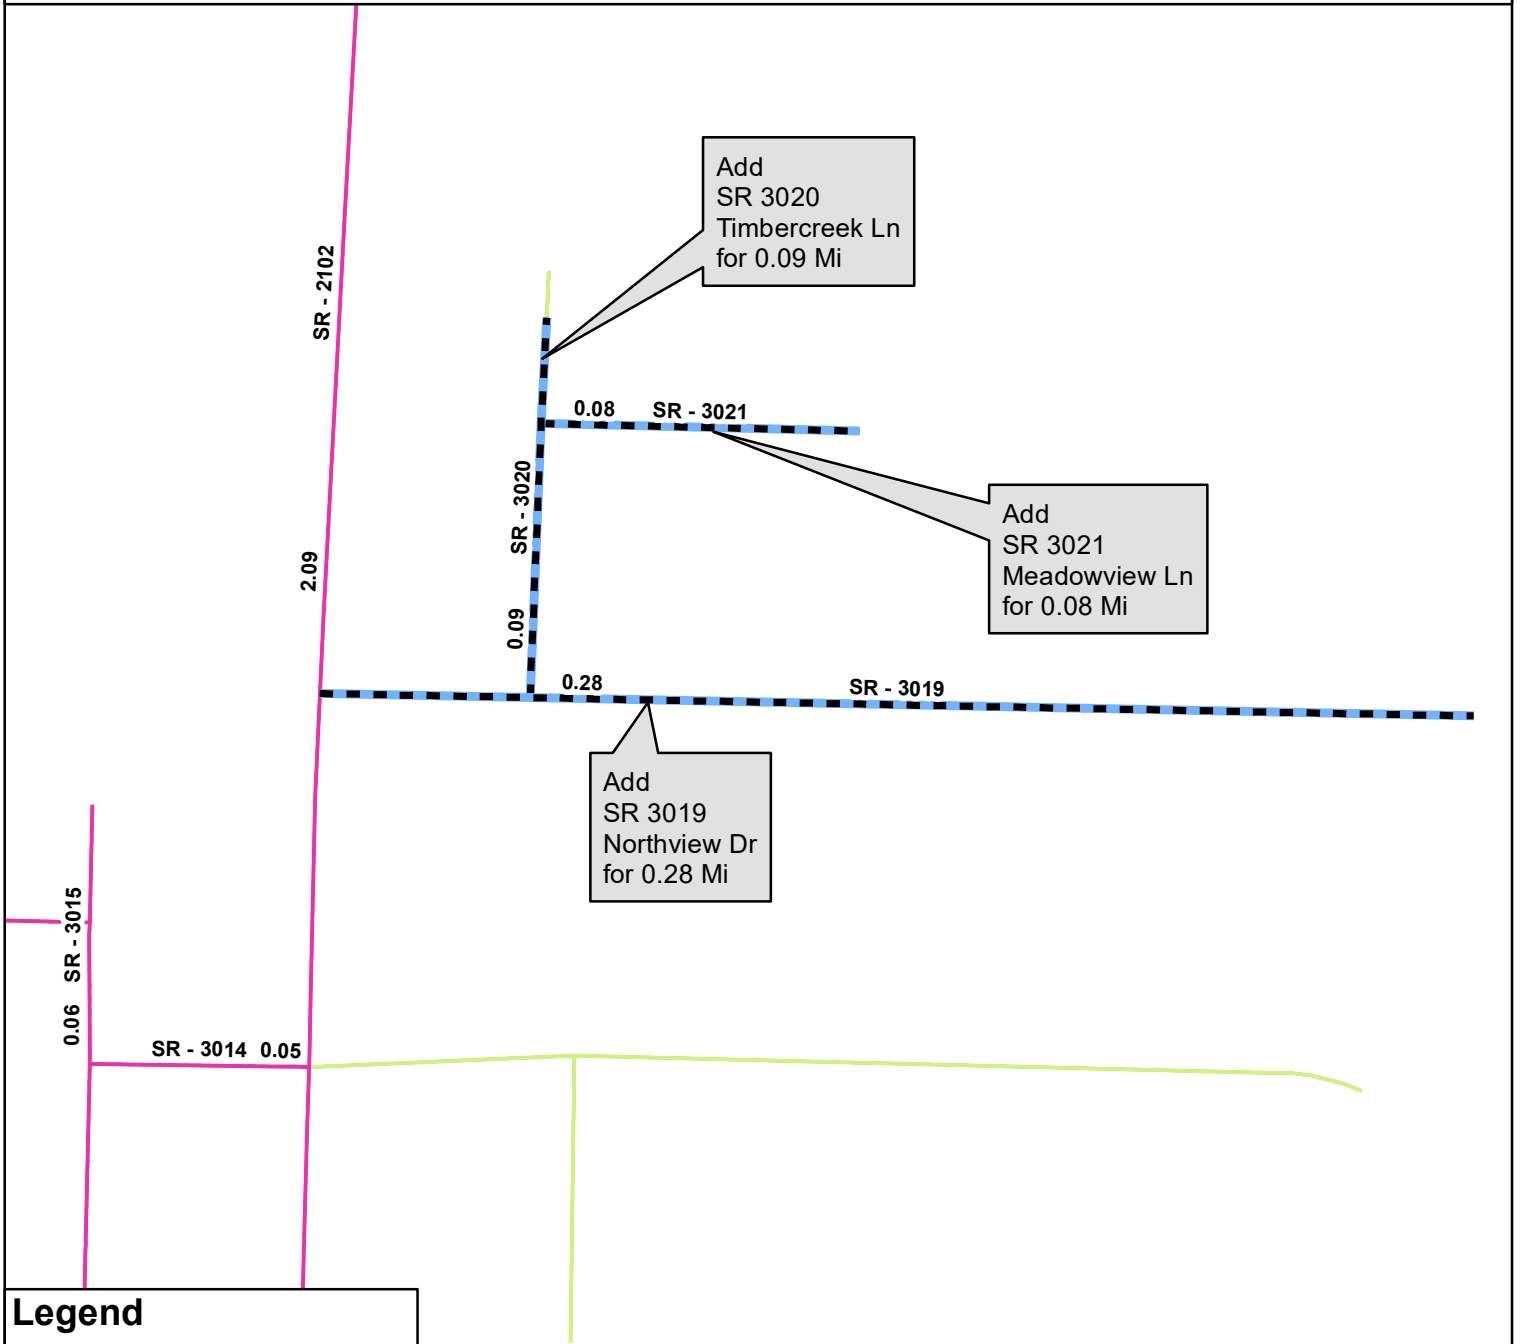 Add
SR 3020
Timbercreek Ln
for 0.09 Mi
SR - 2102
0.08 SR - 3021
SR - 3020
Add
SR 3021
Meadowview Ln
for 0.08 Mi
2.09
0.09
0.28 SR - 3019
Add
SR 3019
Northview Dr
for 0.28 Mi
0.06 SR - 3015
SR - 3014 0.05
Legend